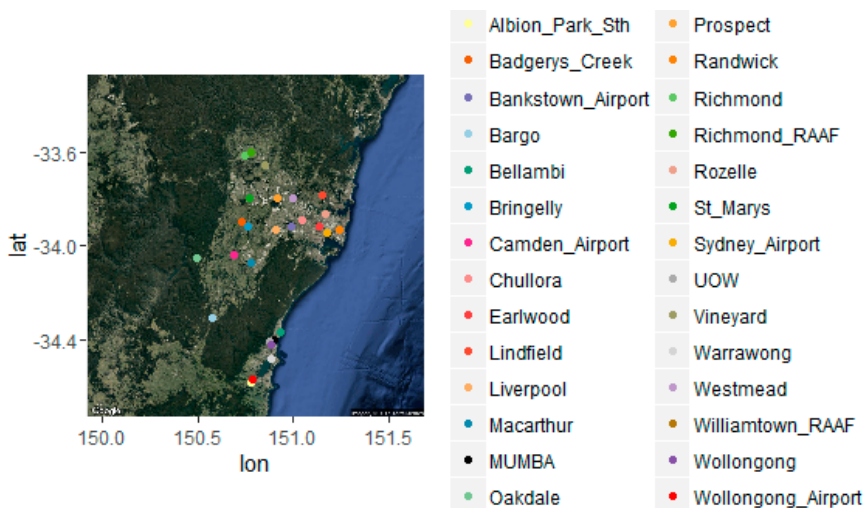 Albion_Park_Sth
Badgerys_Creek
Bankstown_Airport
Bargo
Bellambi
Bringelly
Camden_Airport
Chullora
Earlwood
Lindfield
Liverpool
Macarthur
MUMBA
Oakdale
Prospect
Randwick
Richmond
Richmond_RAAF
Rozelle
St_Marys
Sydney_Airport
UOW
Vineyard
Warrawong
Westmead
Williamtown_RAAF
Wollongong
Wollongong_Airport
-33.6
-34.0
-34.4
lat
150.0 150.5 151.0 151.5
lon
Google